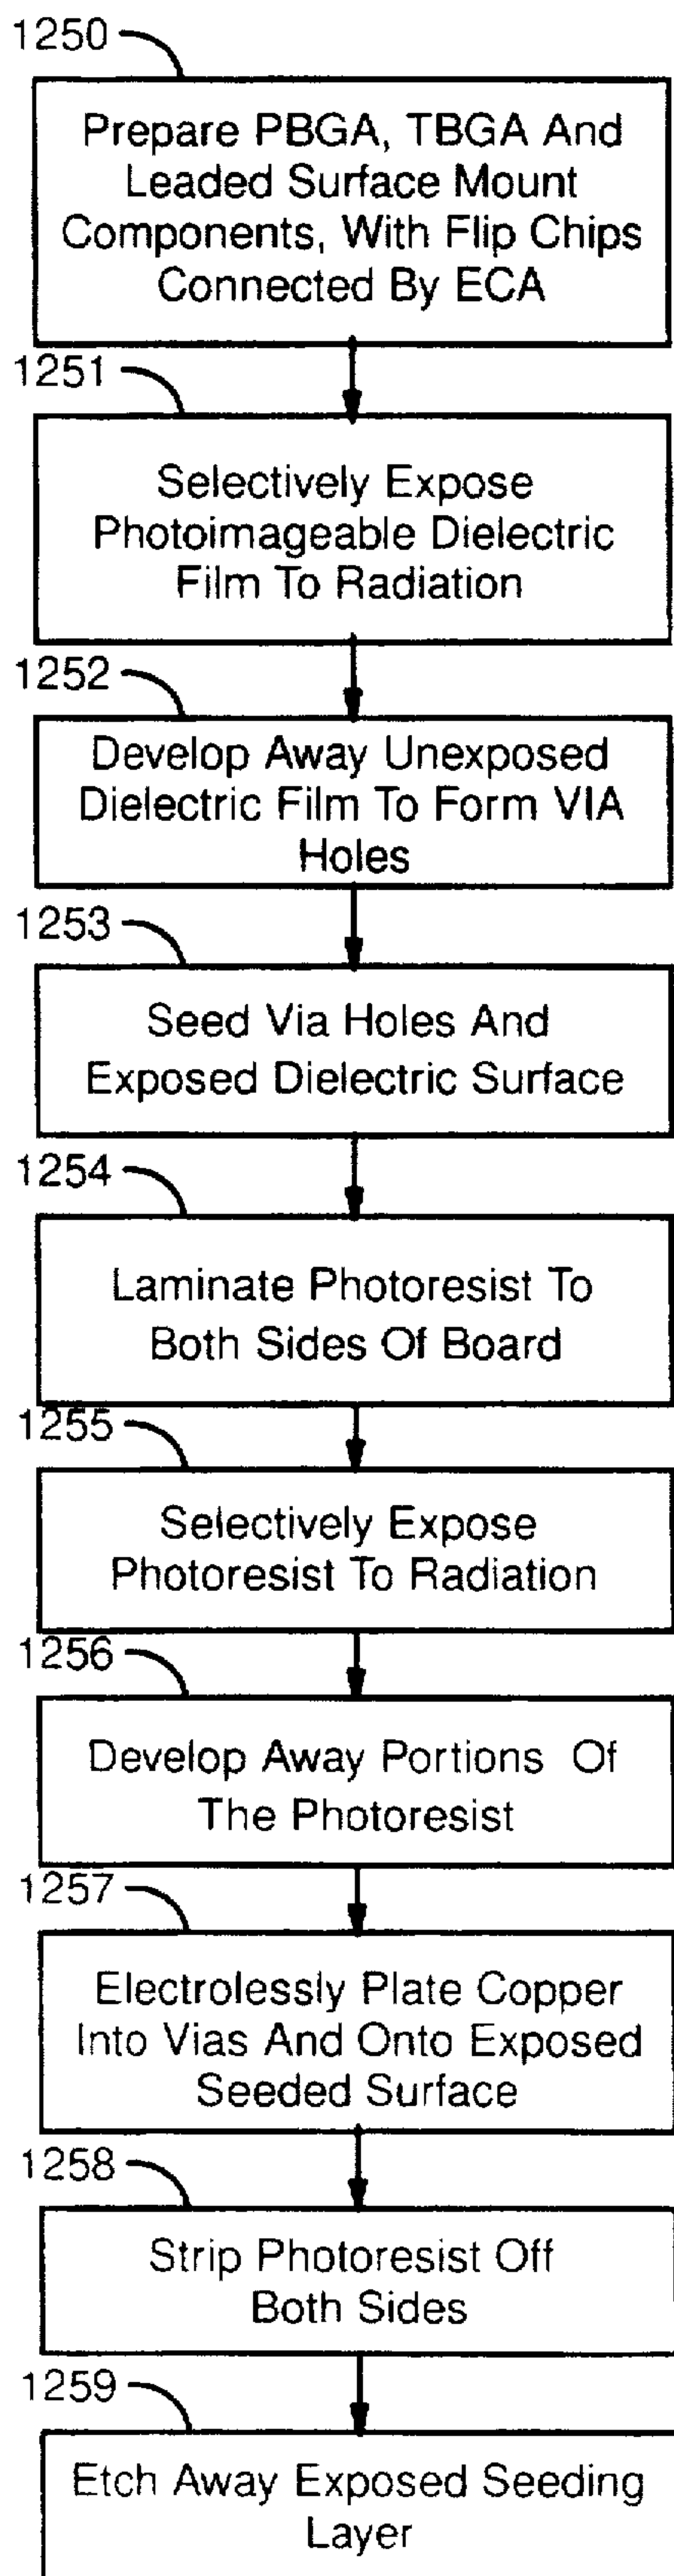 1250
Prepare PBGA, TBGA And
Leaded Surface Mount
Components, With Flip Chips
Connected By ECA
1251
Selectively Expose
Photoimageable Dielectric
Film To Radiation
1252
Develop Away Unexposed
Dielectric Film To Form VIA
Holes
1253
Seed Via Holes And
Exposed Dielectric Surface
1254
Laminate Photoresist To
Both Sides Of Board
1255
Selectively Expose
Photoresist To Radiation
1256
Develop Away Portions Of
The Photoresist
1257
Electrolessly Plate Copper
Into Vias And Onto Exposed
Seeded Surface
1258
Strip Photoresist Off
Both Sides
1259
Etch Away Exposed Seeding
Layer